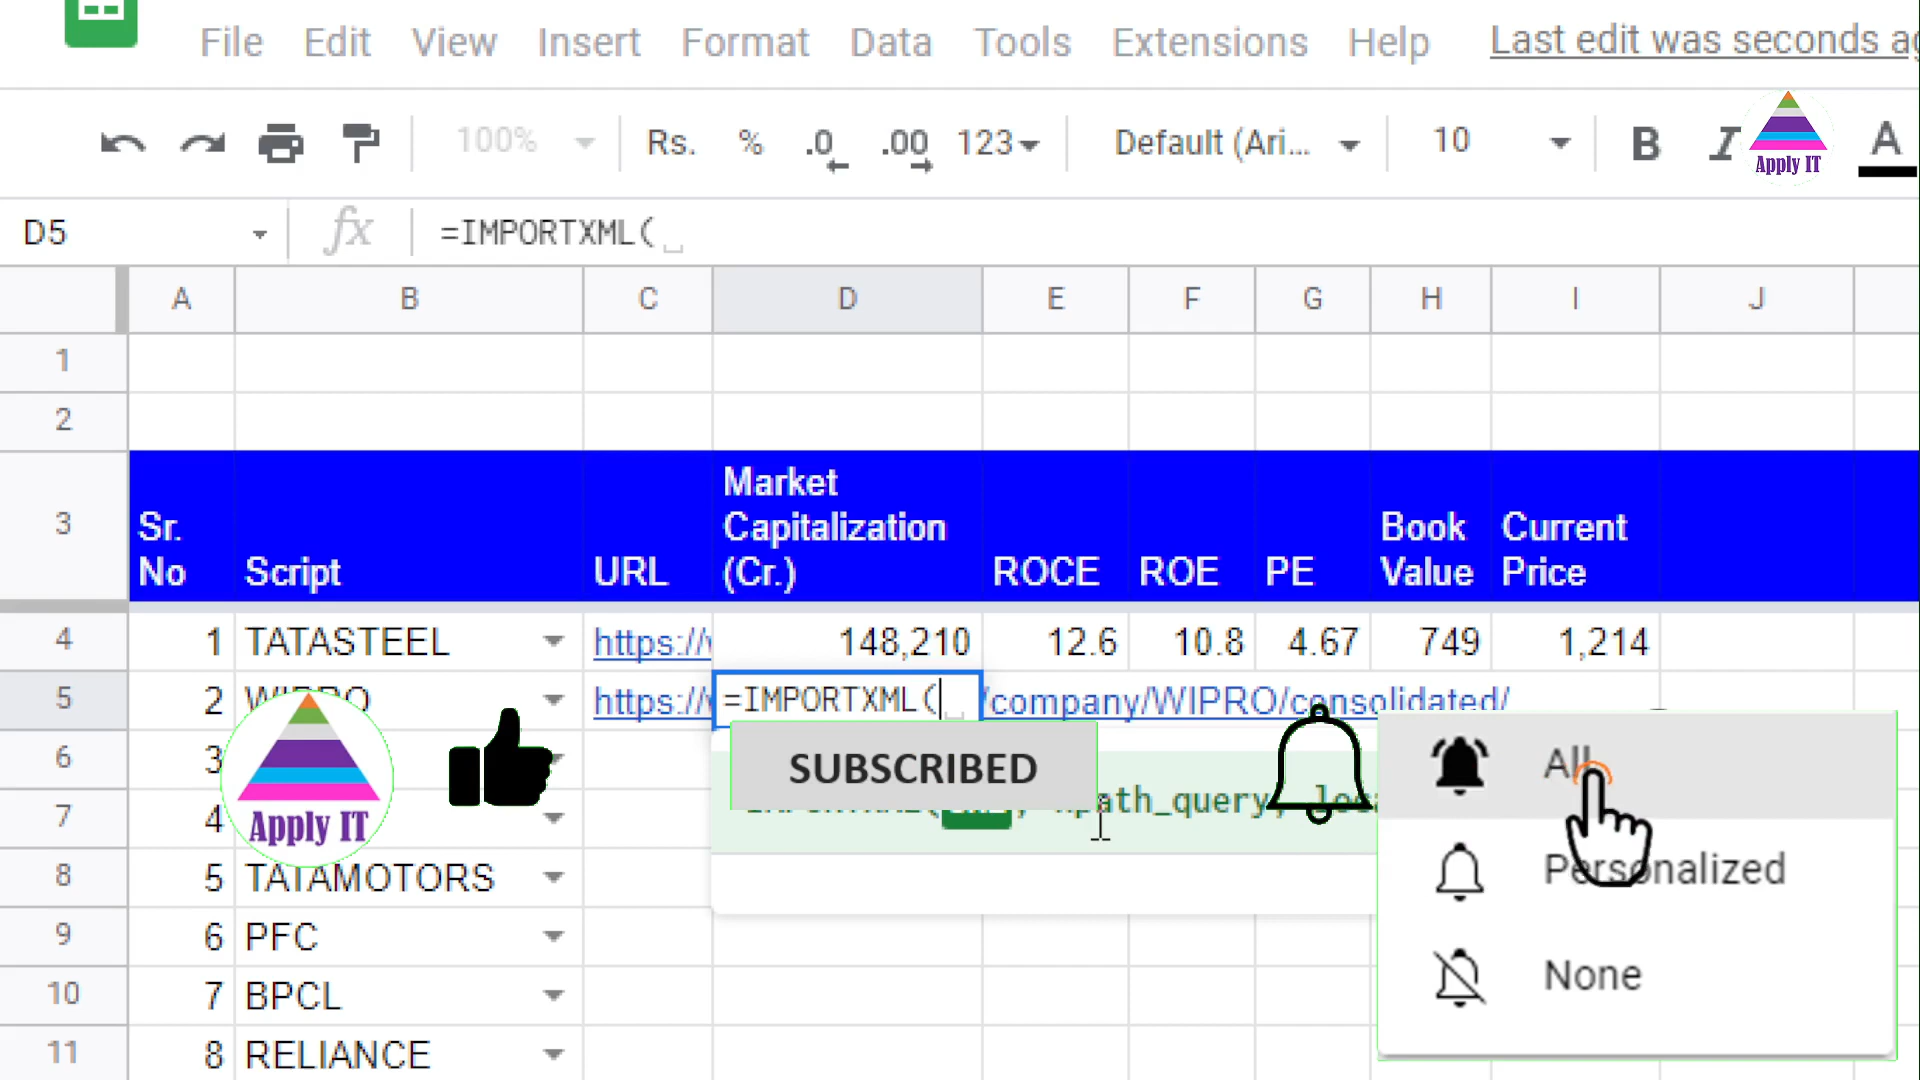 File Edit View Insert Format Data Tools Extensions Help Last edit was seconds
100% Rs. % .0 .00 123 Default (Ari... 10 B I A
Apply IT
D5 fx =IMPORTXML(
A B C D E F G H I J
1
2
3 Sr. No Script URL Market Capitalization (Cr.) ROCE ROE PE Book Value Current Price
4 1 TATASTEEL https:// 148,210 12.6 10.8 4.67 749 1,214
5 2 WIPRO https:// =IMPORTXML( /company/WIPRO/consolidated/
6 3
7 4
8 5 TATAMOTORS
9 6 PFC
10 7 BPCL
11 8 RELIANCE
Apply IT
SUBSCRIBED
All
Personalized
None